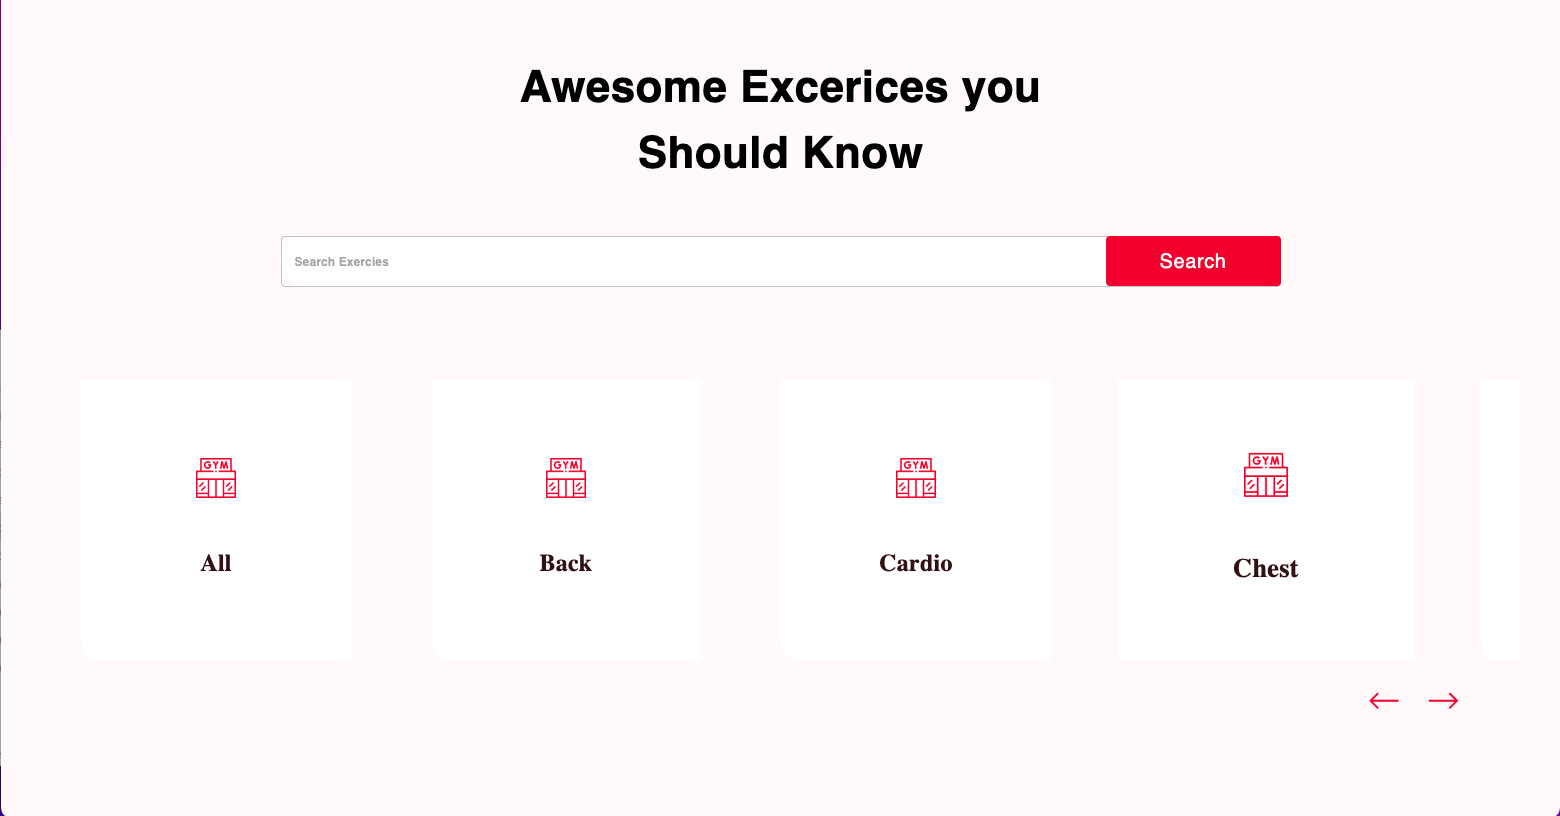 Awesome Excerices you
Should Know
Search Exercies
Search
GYM
GYM
GYM
GYM
All
Back
Cardio
Chest